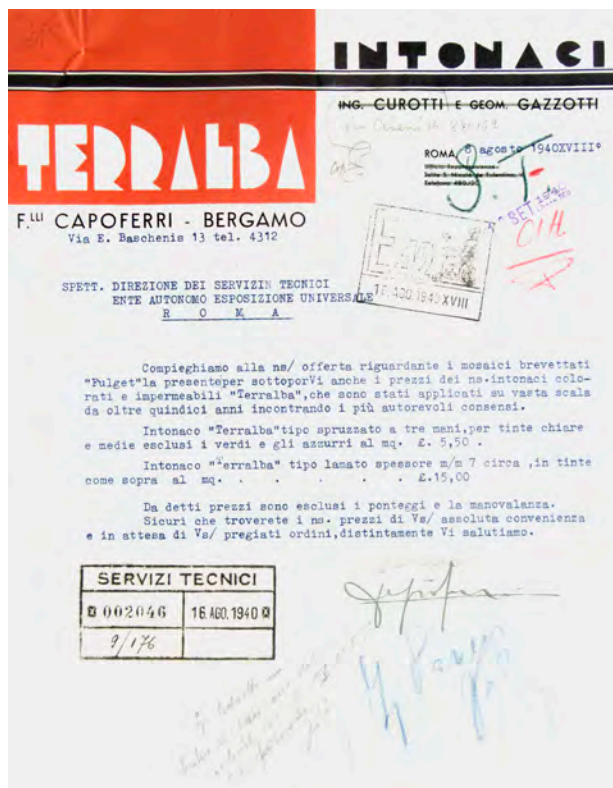 INTONACI
ING. CUROTTI E GEOM. GAZZOTTI
TERRALBA
ROMA, 8 agosto 1940XVIII°
B.T.
SET. 1940
F.LLI CAPOFERRI - BERGAMO
Via E. Baschenis 13 tel. 4312
16. AGO. 1940 XVIII
SPETT. DIREZIONE DEI SERVIZIN TECNICI
ENTE AUTONOMO ESPOSIZIONE UNIVERSALE
R O M A
Compieghiamo alla ns/ offerta riguardante i mosaici brevettati
"Fulget"la presenteper sottoporVi anche i prezzi dei ns.intonaci colo-
rati e impermeabili "Terralba",che sono stati applicati su vasta scala
da oltre quindici anni incontrando i più autorevoli consensi.
Intonaco "Terralba"tipo spruzzato a tre mani,per tinte chiare
e medie esclusi i verdi e gli azzurri al mq. £. 5,50 .
Intonaco "Terralba" tipo lamato spessore m/m 7 circa ,in tinte
come sopra al mq. . . . . . £.15,00
Da detti prezzi sono esclusi i ponteggi e la manovalanza.
Sicuri che troverete i ns. prezzi di Vs/ assoluta convenienza
e in attesa di Vs/ pregiati ordini,distintamente Vi salutiamo.
SERVIZI TECNICI
002046 16. AGO. 1940
9/176